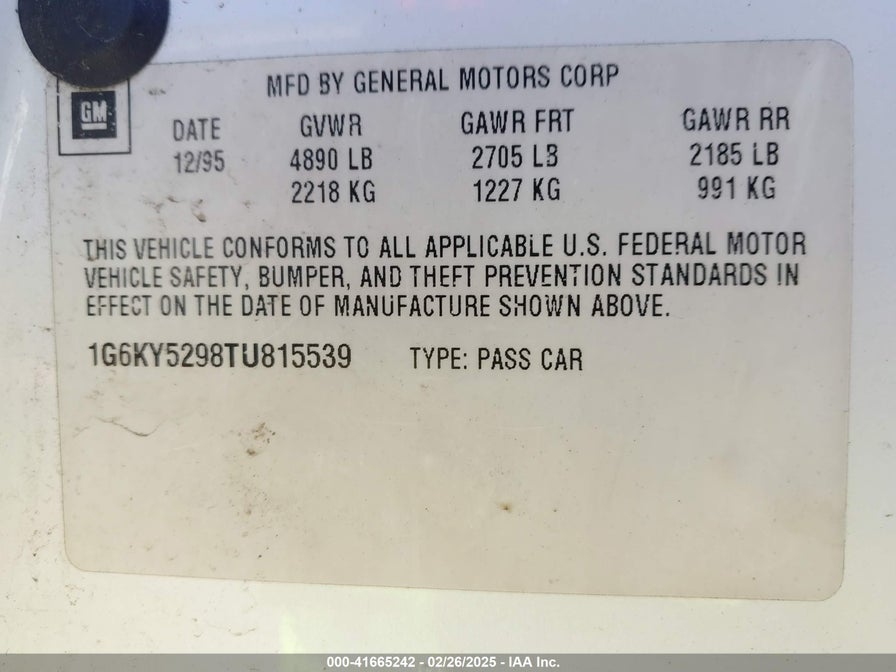 MFD BY GENERAL MOTORS CORP
GM
DATE GVWR GAWR FRT GAWR RR
12/95 4890 LB 2705 LB 2185 LB
2218 KG 1227 KG 991 KG
THIS VEHICLE CONFORMS TO ALL APPLICABLE U.S. FEDERAL MOTOR
VEHICLE SAFETY, BUMPER, AND THEFT PREVENTION STANDARDS IN
EFFECT ON THE DATE OF MANUFACTURE SHOWN ABOVE.
1G6KY5298TU815539 TYPE: PASS CAR
000-41665242 - 02/26/2025 - IAA Inc.